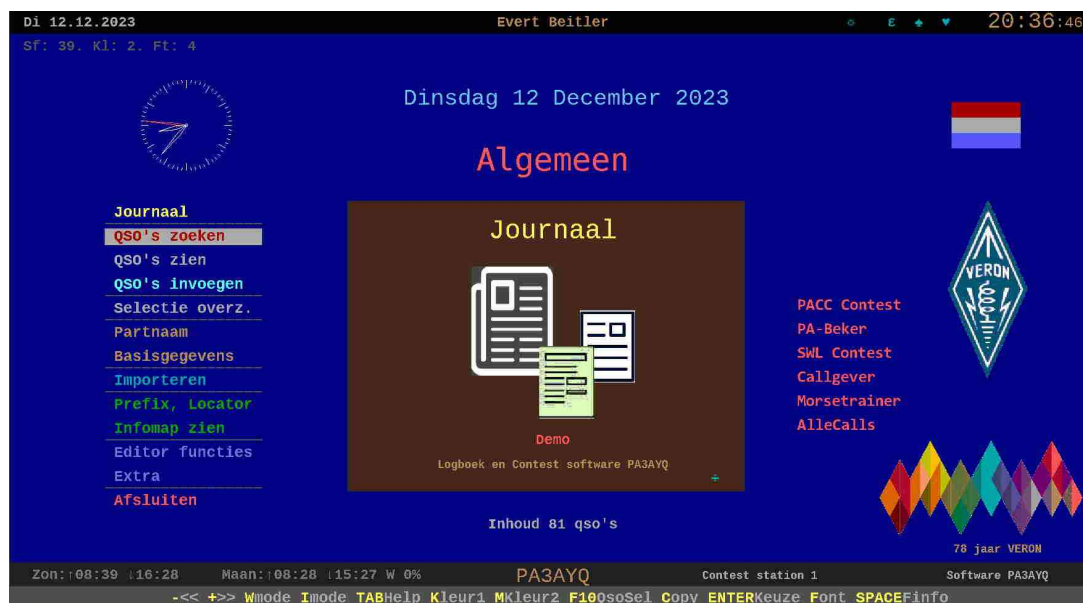 Di 12.12.2023 Evert Beitler ☼ ε ♠ ♥ 20:36:46
Sf: 39. Kl: 2. Ft: 4
Dinsdag 12 December 2023
Algemeen
Journaal
QSO's zoeken
QSO's zien
QSO's invoegen
Selectie overz.
Partnaam
Basisgegevens
Importeren
Prefix, Locator
Infomap zien
Editor functies
Extra
Afsluiten
Journaal
Demo
Logboek en Contest software PA3AYQ
÷
Inhoud 81 qso's
VERON
PACC Contest
PA-Beker
SWL Contest
Callgever
Morsetrainer
AlleCalls
78 jaar VERON
Zon:↑08:39 ↓16:28 Maan:↑08:28 ↓15:27 W 0% PA3AYQ Contest station 1 Software PA3AYQ
-<< +>> Wmode Imode TABHelp Kleur1 MKleur2 F10QsoSel Copy ENTERKeuze Font SPACEFinfo